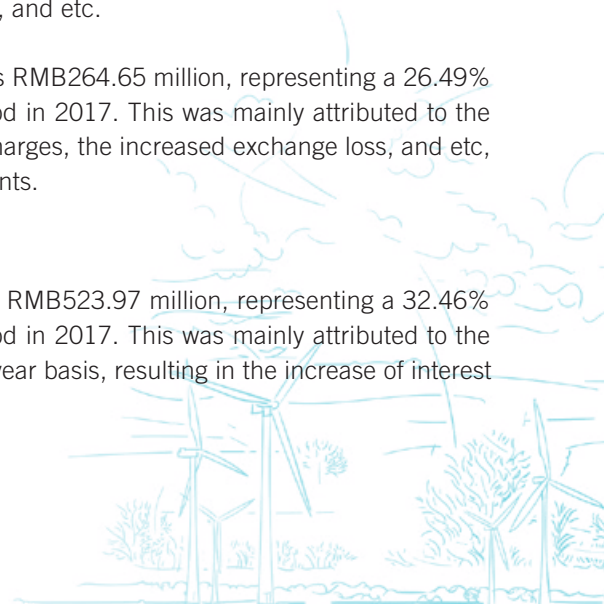 , and etc.
s RMB264.65 million, representing a 26.49%
od in 2017. This was mainly attributed to the
harges, the increased exchange loss, and etc,
nts.
RMB523.97 million, representing a 32.46%
od in 2017. This was mainly attributed to the
year basis, resulting in the increase of interest